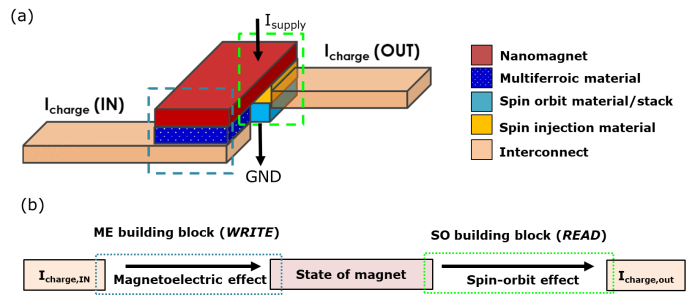 (a)
I_supply
I_charge (OUT)
I_charge (IN)
GND
Nanomagnet
Multiferroic material
Spin orbit material/stack
Spin injection material
Interconnect
(b)
ME building block (WRITE)
SO building block (READ)
I_charge,IN
Magnetoelectric effect
State of magnet
Spin-orbit effect
I_charge,out